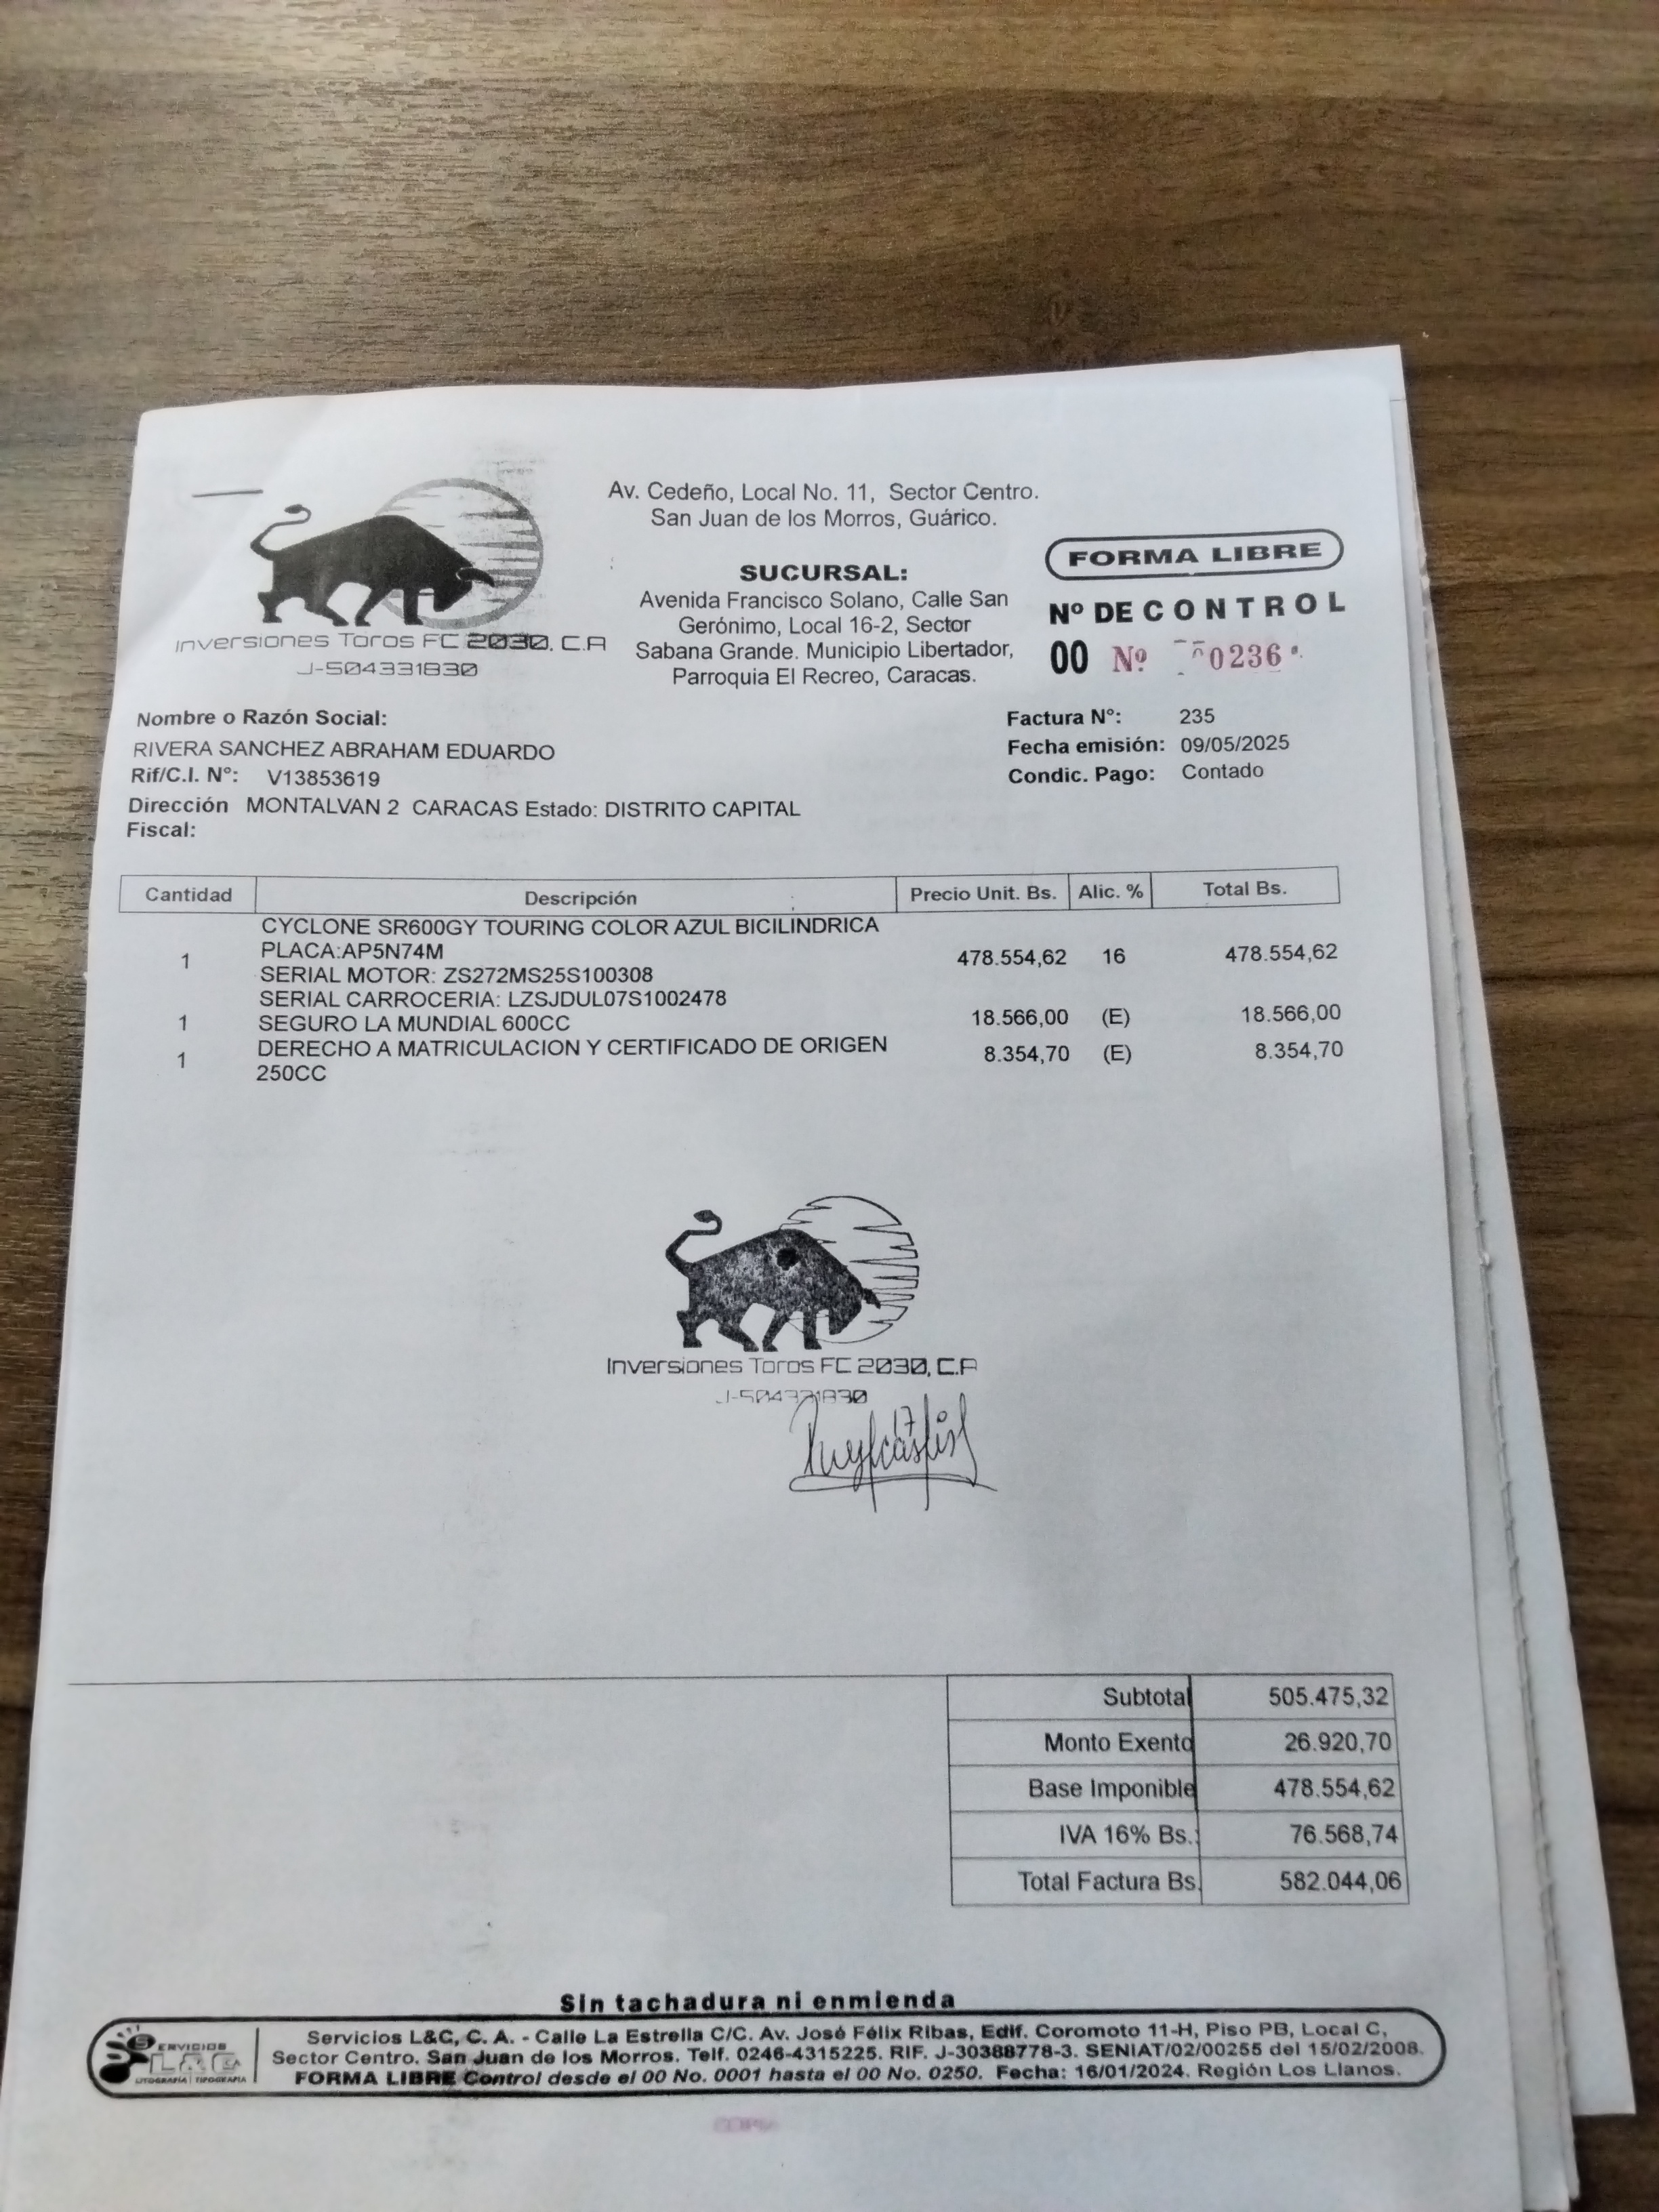 Av. Cedeño, Local No. 11, Sector Centro.
San Juan de los Morros, Guárico.
SUCURSAL:
Avenida Francisco Solano, Calle San
Gerónimo, Local 16-2, Sector
Sabana Grande. Municipio Libertador,
Parroquia El Recreo, Caracas.
Inversiones Toros FC 2030, C.A
J-504331830
FORMA LIBRE
Nº DE CONTROL
00 Nº 0236
Nombre o Razón Social:
RIVERA SANCHEZ ABRAHAM EDUARDO
Rif/C.I. N°: V13853619
Dirección MONTALVAN 2 CARACAS Estado: DISTRITO CAPITAL
Fiscal:
Factura N°: 235
Fecha emisión: 09/05/2025
Condic. Pago: Contado
Cantidad Descripción Precio Unit. Bs. Alic. % Total Bs.
CYCLONE SR600GY TOURING COLOR AZUL BICILINDRICA
PLACA:AP5N74M
1 478.554,62 16 478.554,62
SERIAL MOTOR: ZS272MS25S100308
SERIAL CARROCERIA: LZSJDUL07S1002478
1 SEGURO LA MUNDIAL 600CC 18.566,00 (E) 18.566,00
1 DERECHO A MATRICULACION Y CERTIFICADO DE ORIGEN 8.354,70 (E) 8.354,70
250CC
Inversiones Toros FC 2030, C.A
J-504331830
Subtotal 505.475,32
Monto Exento 26.920,70
Base Imponible 478.554,62
IVA 16% Bs.: 76.568,74
Total Factura Bs. 582.044,06
Sin tachadura ni enmienda
SERVICIOS
L&C CA
LITOGRAFÍA | TIPOGRAFÍA
Servicios L&C, C. A. - Calle La Estrella C/C. Av. José Félix Ribas, Edif. Coromoto 11-H, Piso PB, Local C,
Sector Centro. San Juan de los Morros. Telf. 0246-4315225. RIF. J-30388778-3. SENIAT/02/00255 del 15/02/2008.
FORMA LIBRE Control desde el 00 No. 0001 hasta el 00 No. 0250. Fecha: 16/01/2024. Región Los Llanos.
COPIA